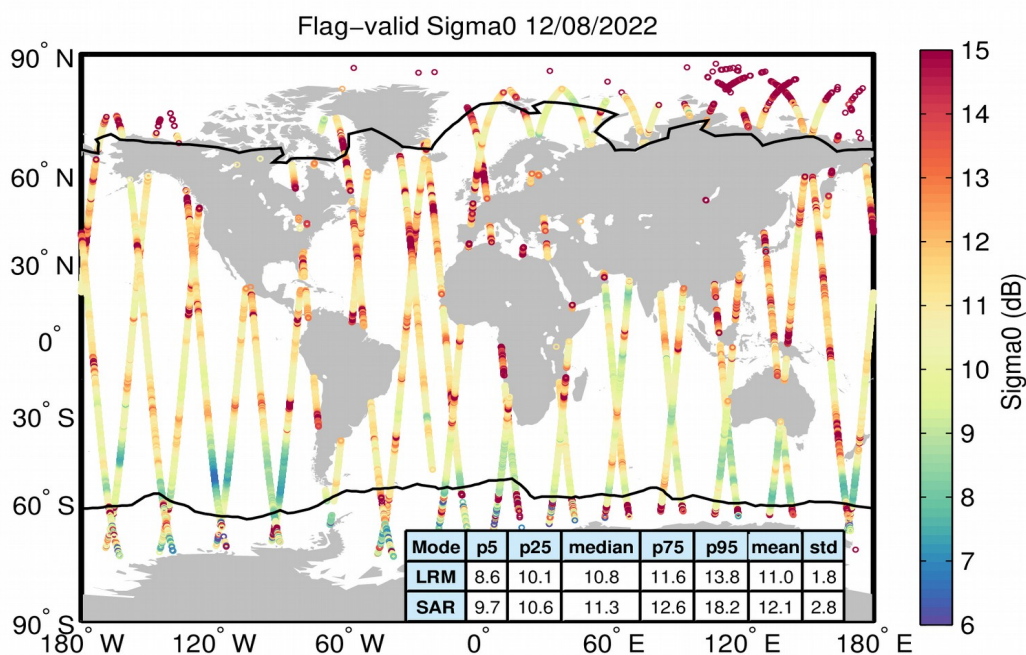 Flag−valid Sigma0 12/08/2022
90° N
60° N
30° N
0°
30° S
60° S
90° S
180° W
120° W
60° W
0°
60° E
120° E
180° E
Mode p5 p25 median p75 p95 mean std
LRM 8.6 10.1 10.8 11.6 13.8 11.0 1.8
SAR 9.7 10.6 11.3 12.6 18.2 12.1 2.8
15
14
13
12
11
10
9
8
7
6
Sigma0 (dB)